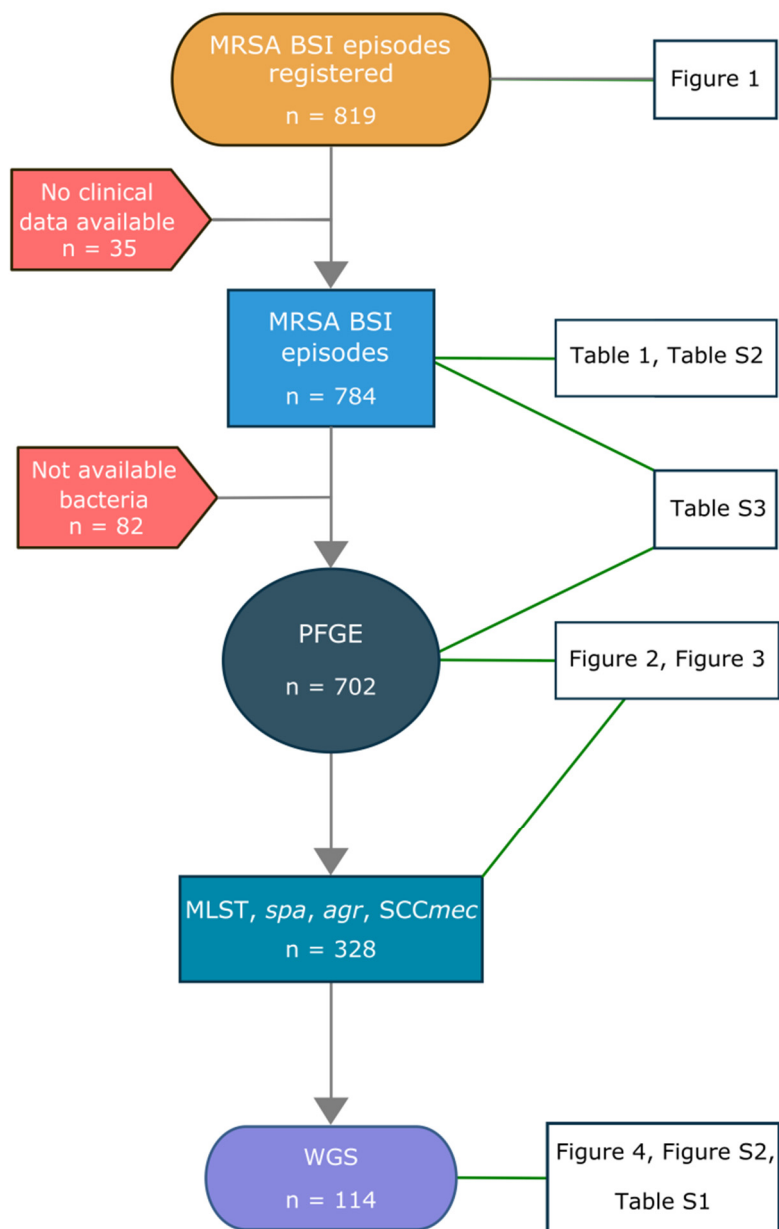 MRSA BSI episodes
registered
n = 819
Figure 1
No clinical
data available
n = 35
MRSA BSI
episodes
n = 784
Table 1, Table S2
Not available
bacteria
n = 82
Table S3
PFGE
n = 702
Figure 2, Figure 3
MLST, spa, agr, SCCmec
n = 328
WGS
n = 114
Figure 4, Figure S2,
Table S1